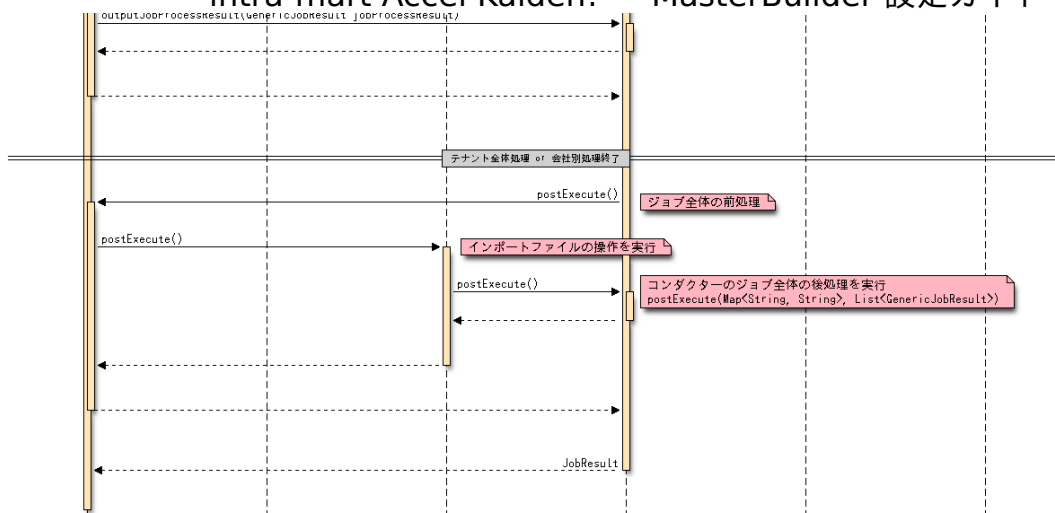 intra-mart Accel Kaiden! MasterBuilder 設定ガイド
outputJobProcessResult(GenericJobResult jobProcessResult)
テナント全体処理 or 会社別処理終了
postExecute()
ジョブ全体の前処理
postExecute()
インポートファイルの操作を実行
postExecute()
コンダクターのジョブ全体の後処理を実行
postExecute(Map<String, String>, List<GenericJobResult>)
JobResult